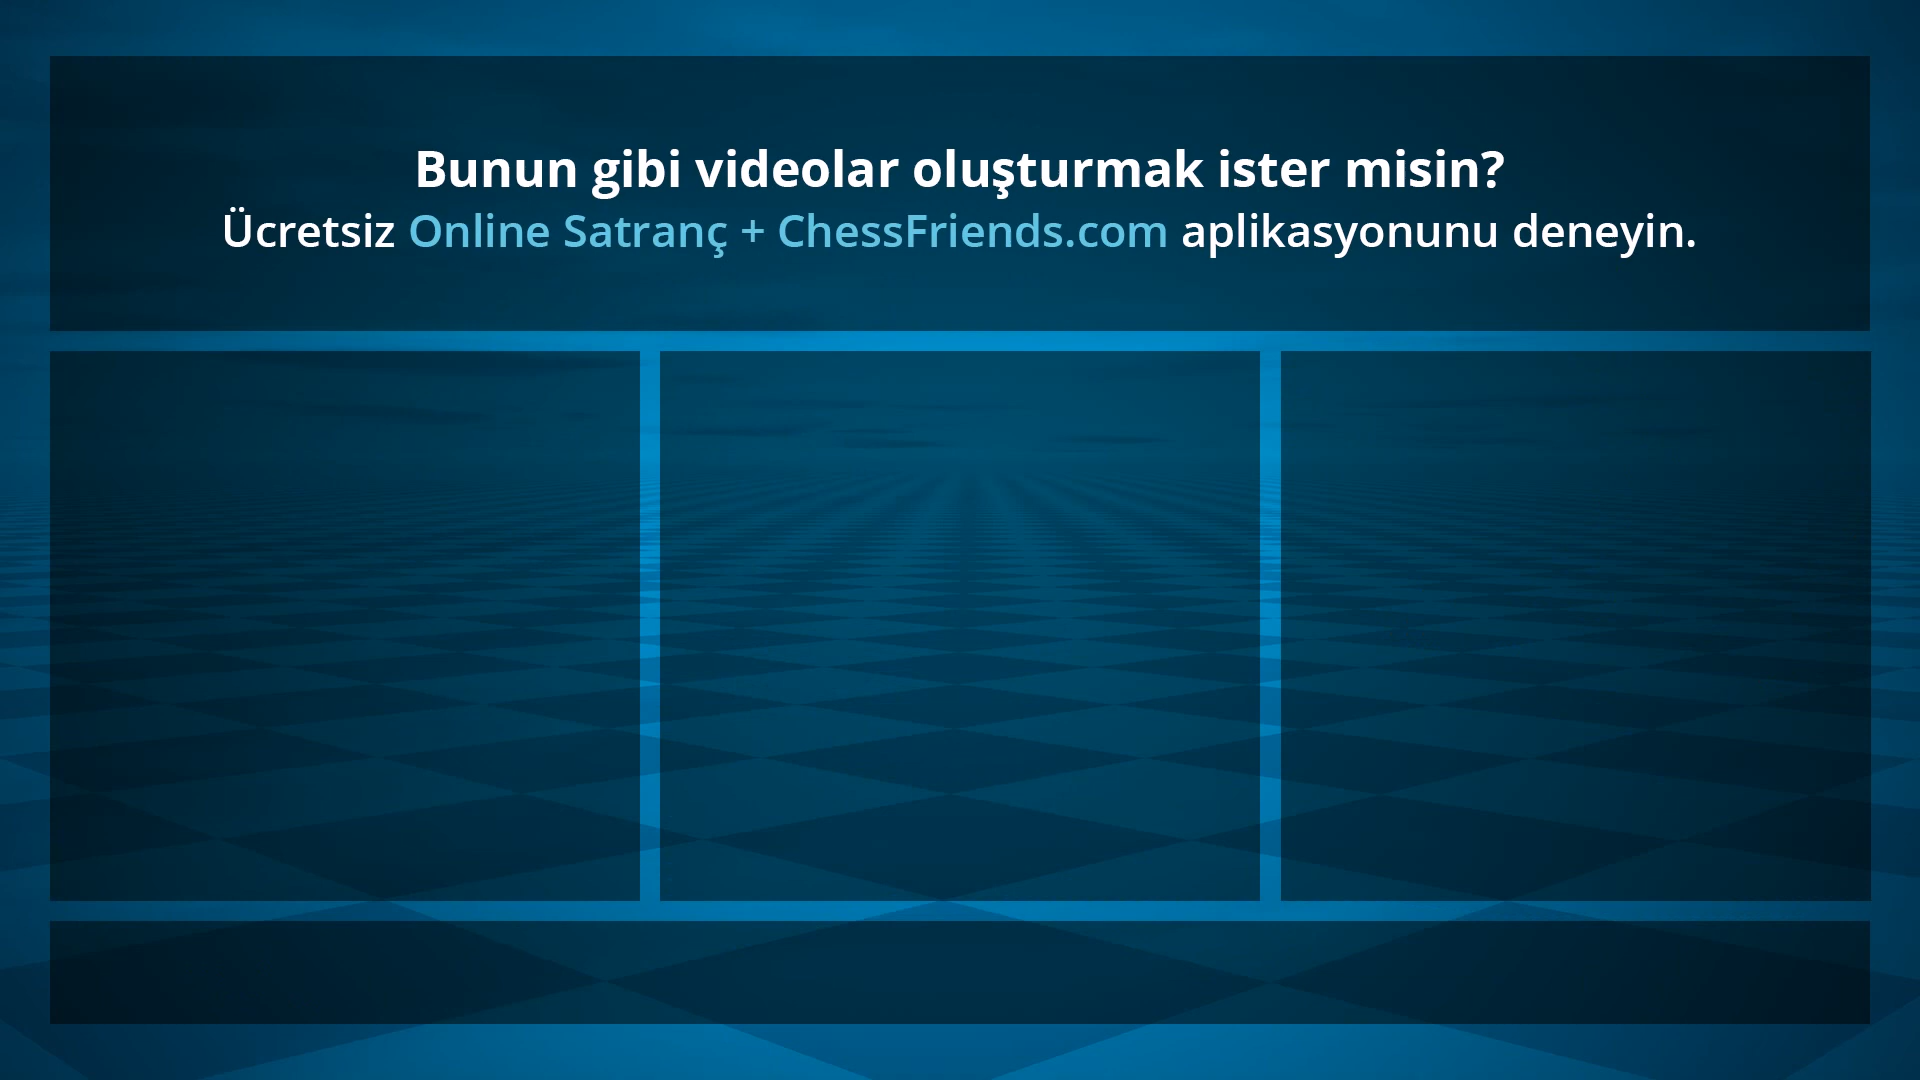 Bunun gibi videolar oluşturmak ister misin?
Ücretsiz Online Satranç + ChessFriends.com aplikasyonunu deneyin.